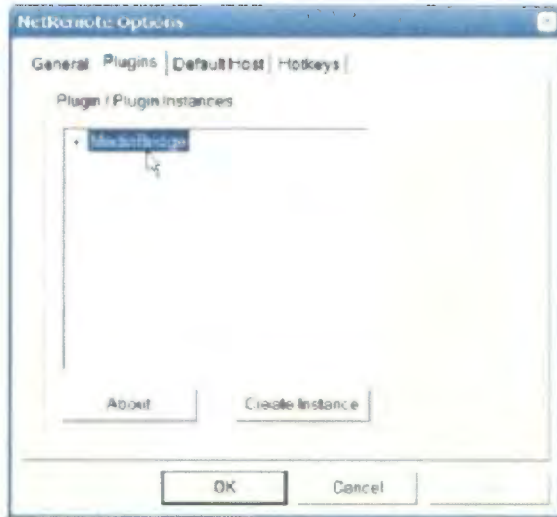 NetRemote Options
General Plugins Default Host Hotkeys
Plugin / Plugin Instances
MediaBridge
About Create Instance
OK Cancel